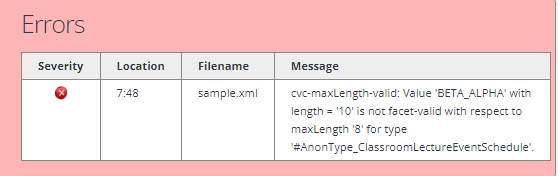 Errors
Severity Location Filename Message
7:48 sample.xml cvc-maxLength-valid: Value 'BETA_ALPHA' with
length = '10' is not facet-valid with respect to
maxLength '8' for type
'#AnonType_ClassroomLectureEventSchedule'.